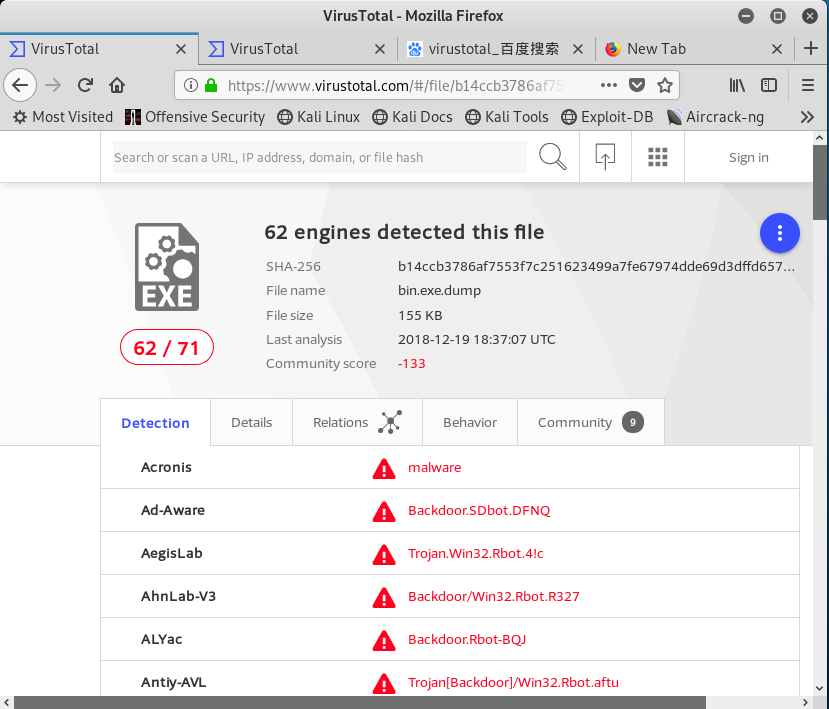 VirusTotal - Mozilla Firefox
VirusTotal VirusTotal virustotal_百度搜索 New Tab
https://www.virustotal.com/#/file/b14ccb3786af75
Most Visited Offensive Security Kali Linux Kali Docs Kali Tools Exploit-DB Aircrack-ng
Search or scan a URL, IP address, domain, or file hash Sign in
62 engines detected this file
SHA-256 b14ccb3786af7553f7c251623499a7fe67974dde69d3dffd657...
File name bin.exe.dump
File size 155 KB
Last analysis 2018-12-19 18:37:07 UTC
Community score -133
EXE
62 / 71
Detection Details Relations Behavior Community 9
Acronis malware
Ad-Aware Backdoor.SDbot.DFNQ
AegisLab Trojan.Win32.Rbot.4!c
AhnLab-V3 Backdoor/Win32.Rbot.R327
ALYac Backdoor.Rbot-BQJ
Antiy-AVL Trojan[Backdoor]/Win32.Rbot.aftu